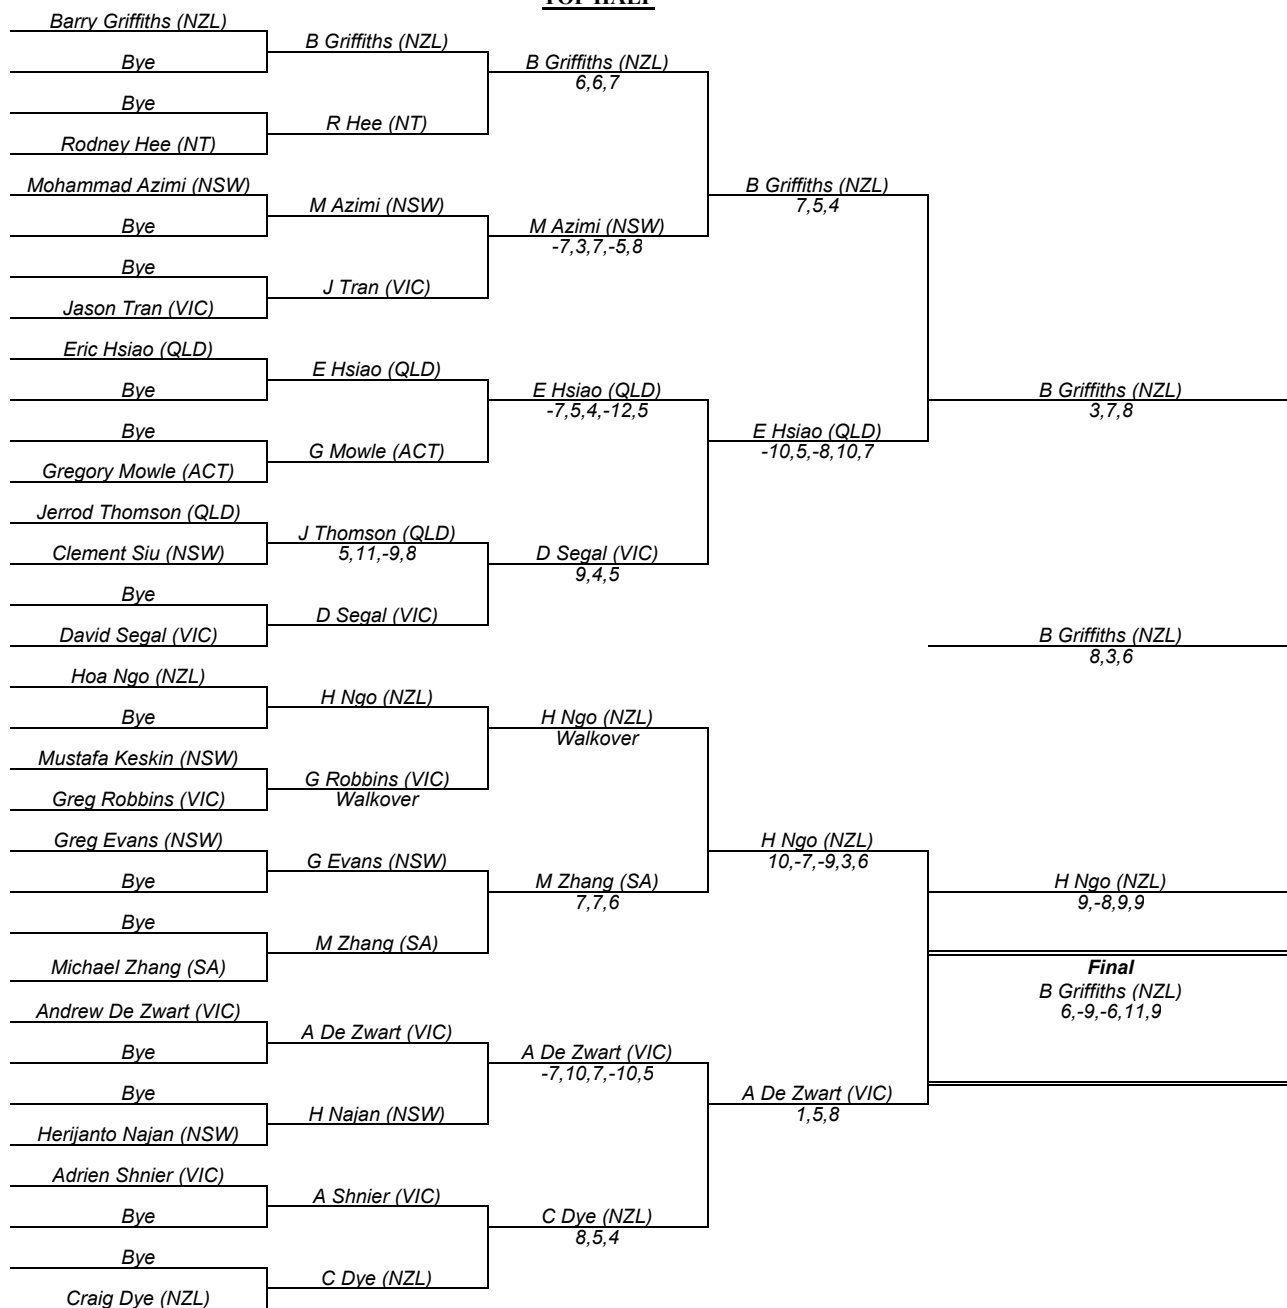 TOP HALF
Barry Griffiths (NZL)
Bye
Bye
Rodney Hee (NT)
Mohammad Azimi (NSW)
Bye
Bye
Jason Tran (VIC)
Eric Hsiao (QLD)
Bye
Bye
Gregory Mowle (ACT)
Jerrod Thomson (QLD)
Clement Siu (NSW)
Bye
David Segal (VIC)
Hoa Ngo (NZL)
Bye
Mustafa Keskin (NSW)
Greg Robbins (VIC)
Greg Evans (NSW)
Bye
Bye
Michael Zhang (SA)
Andrew De Zwart (VIC)
Bye
Bye
Herijanto Najan (NSW)
Adrien Shnier (VIC)
Bye
Bye
Craig Dye (NZL)
B Griffiths (NZL)
R Hee (NT)
M Azimi (NSW)
J Tran (VIC)
E Hsiao (QLD)
G Mowle (ACT)
J Thomson (QLD)
5,11,-9,8
D Segal (VIC)
H Ngo (NZL)
G Robbins (VIC)
Walkover
G Evans (NSW)
M Zhang (SA)
A De Zwart (VIC)
H Najan (NSW)
A Shnier (VIC)
C Dye (NZL)
B Griffiths (NZL)
6,6,7
M Azimi (NSW)
-7,3,7,-5,8
E Hsiao (QLD)
-7,5,4,-12,5
D Segal (VIC)
9,4,5
H Ngo (NZL)
Walkover
M Zhang (SA)
7,7,6
A De Zwart (VIC)
-7,10,7,-10,5
C Dye (NZL)
8,5,4
B Griffiths (NZL)
7,5,4
E Hsiao (QLD)
-10,5,-8,10,7
H Ngo (NZL)
10,-7,-9,3,6
A De Zwart (VIC)
1,5,8
B Griffiths (NZL)
3,7,8
B Griffiths (NZL)
8,3,6
H Ngo (NZL)
9,-8,9,9
Final
B Griffiths (NZL)
6,-9,-6,11,9